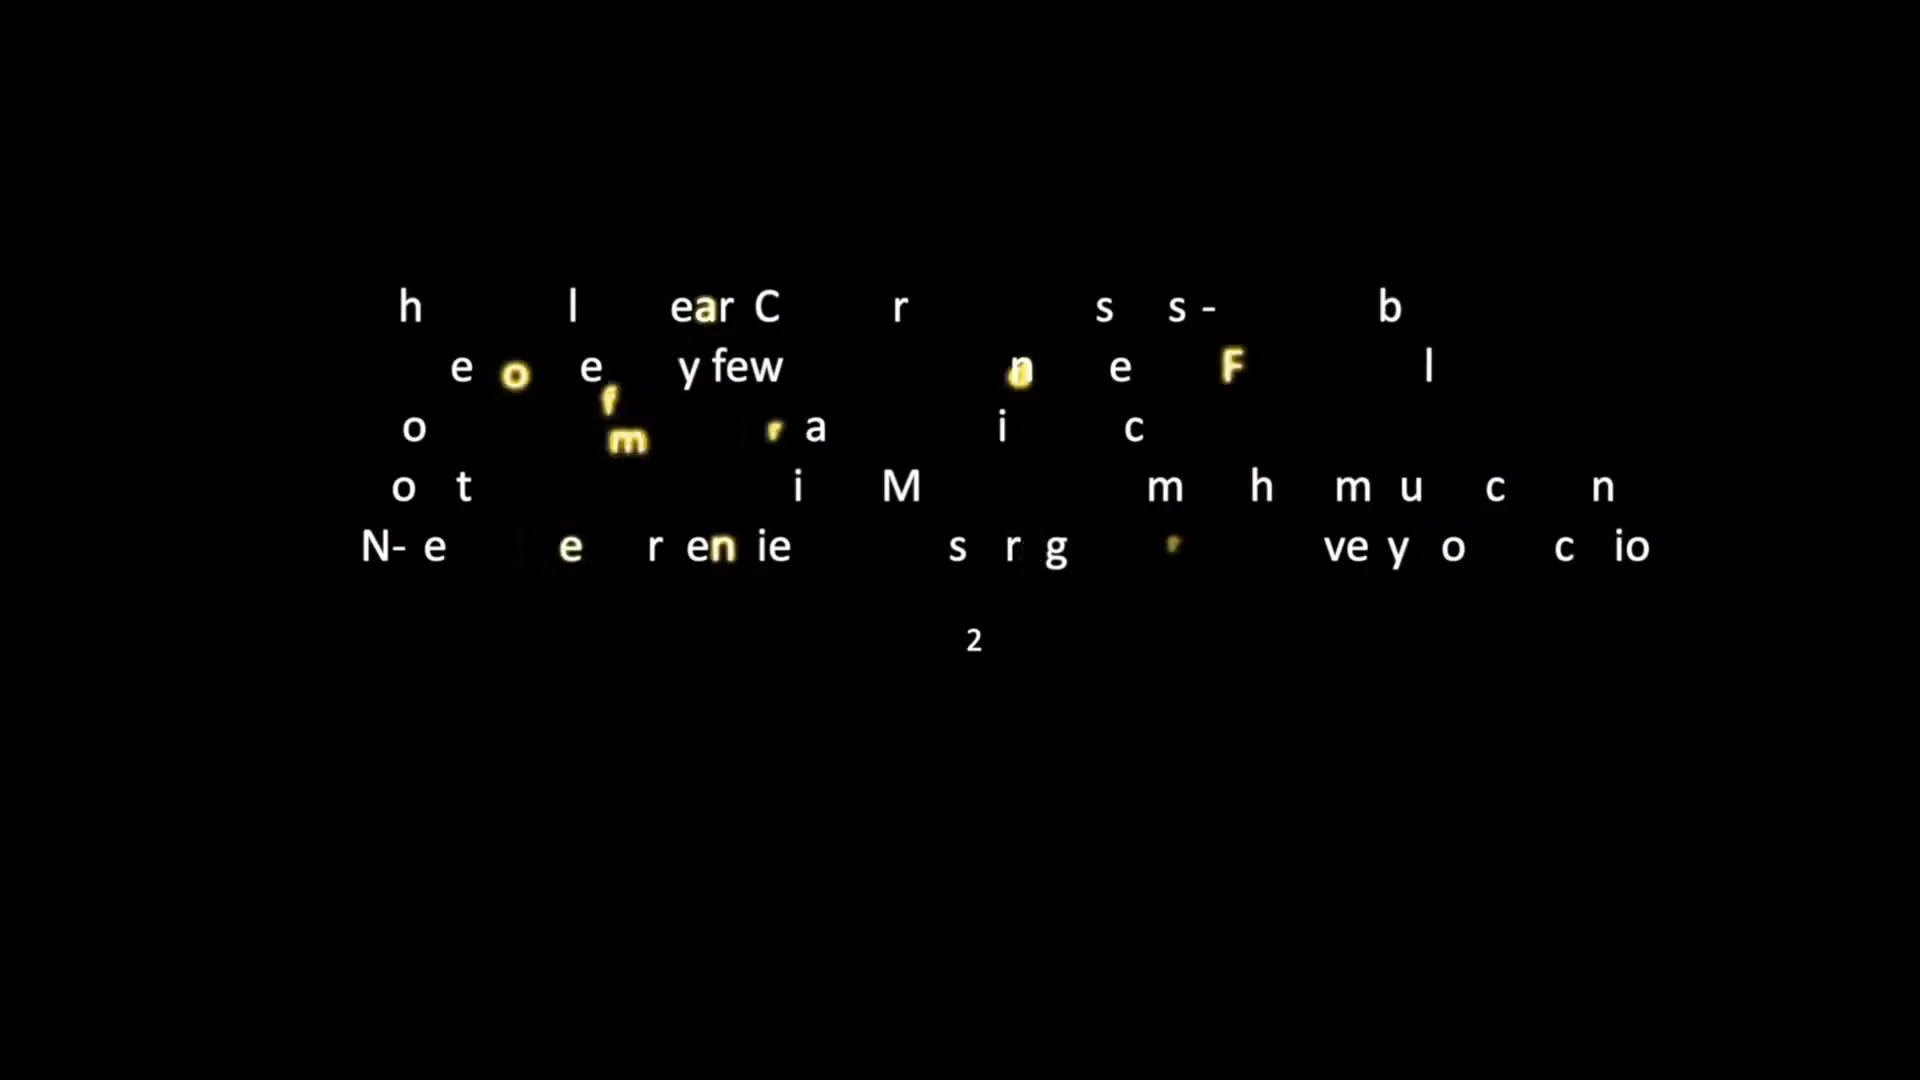 h l ear C r s s - b
e o e y few n e F l
f
o m r a i c
o t i M m h m u c n
N- e e r en ie s r g r ve y o c io
2